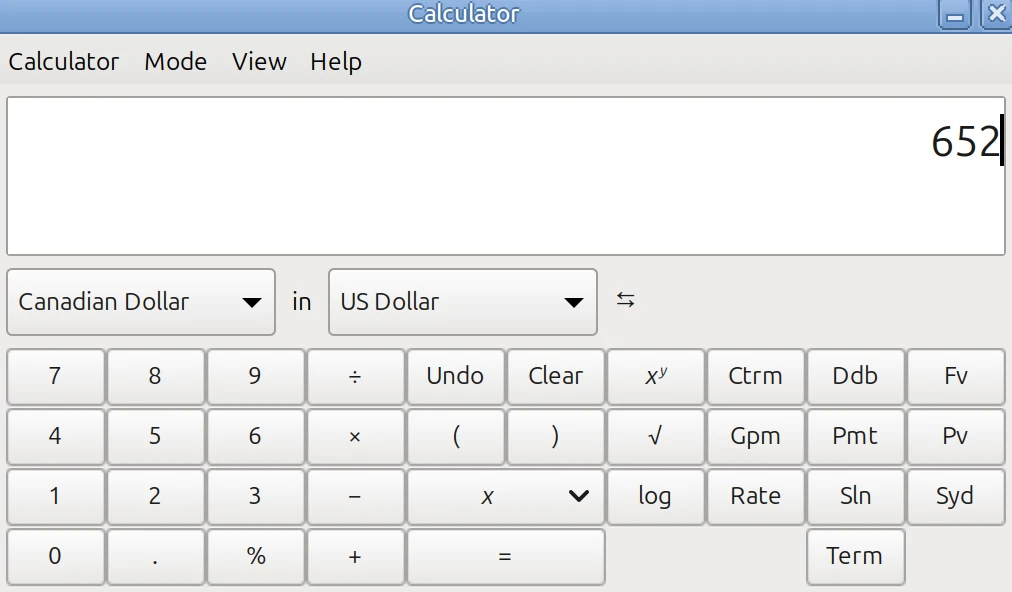 Calculator
Calculator Mode View Help
652
Canadian Dollar in US Dollar ⇆
7 8 9 ÷ Undo Clear xʸ Ctrm Ddb Fv
4 5 6 × ( ) √ Gpm Pmt Pv
1 2 3 − x log Rate Sln Syd
0 . % + = Term